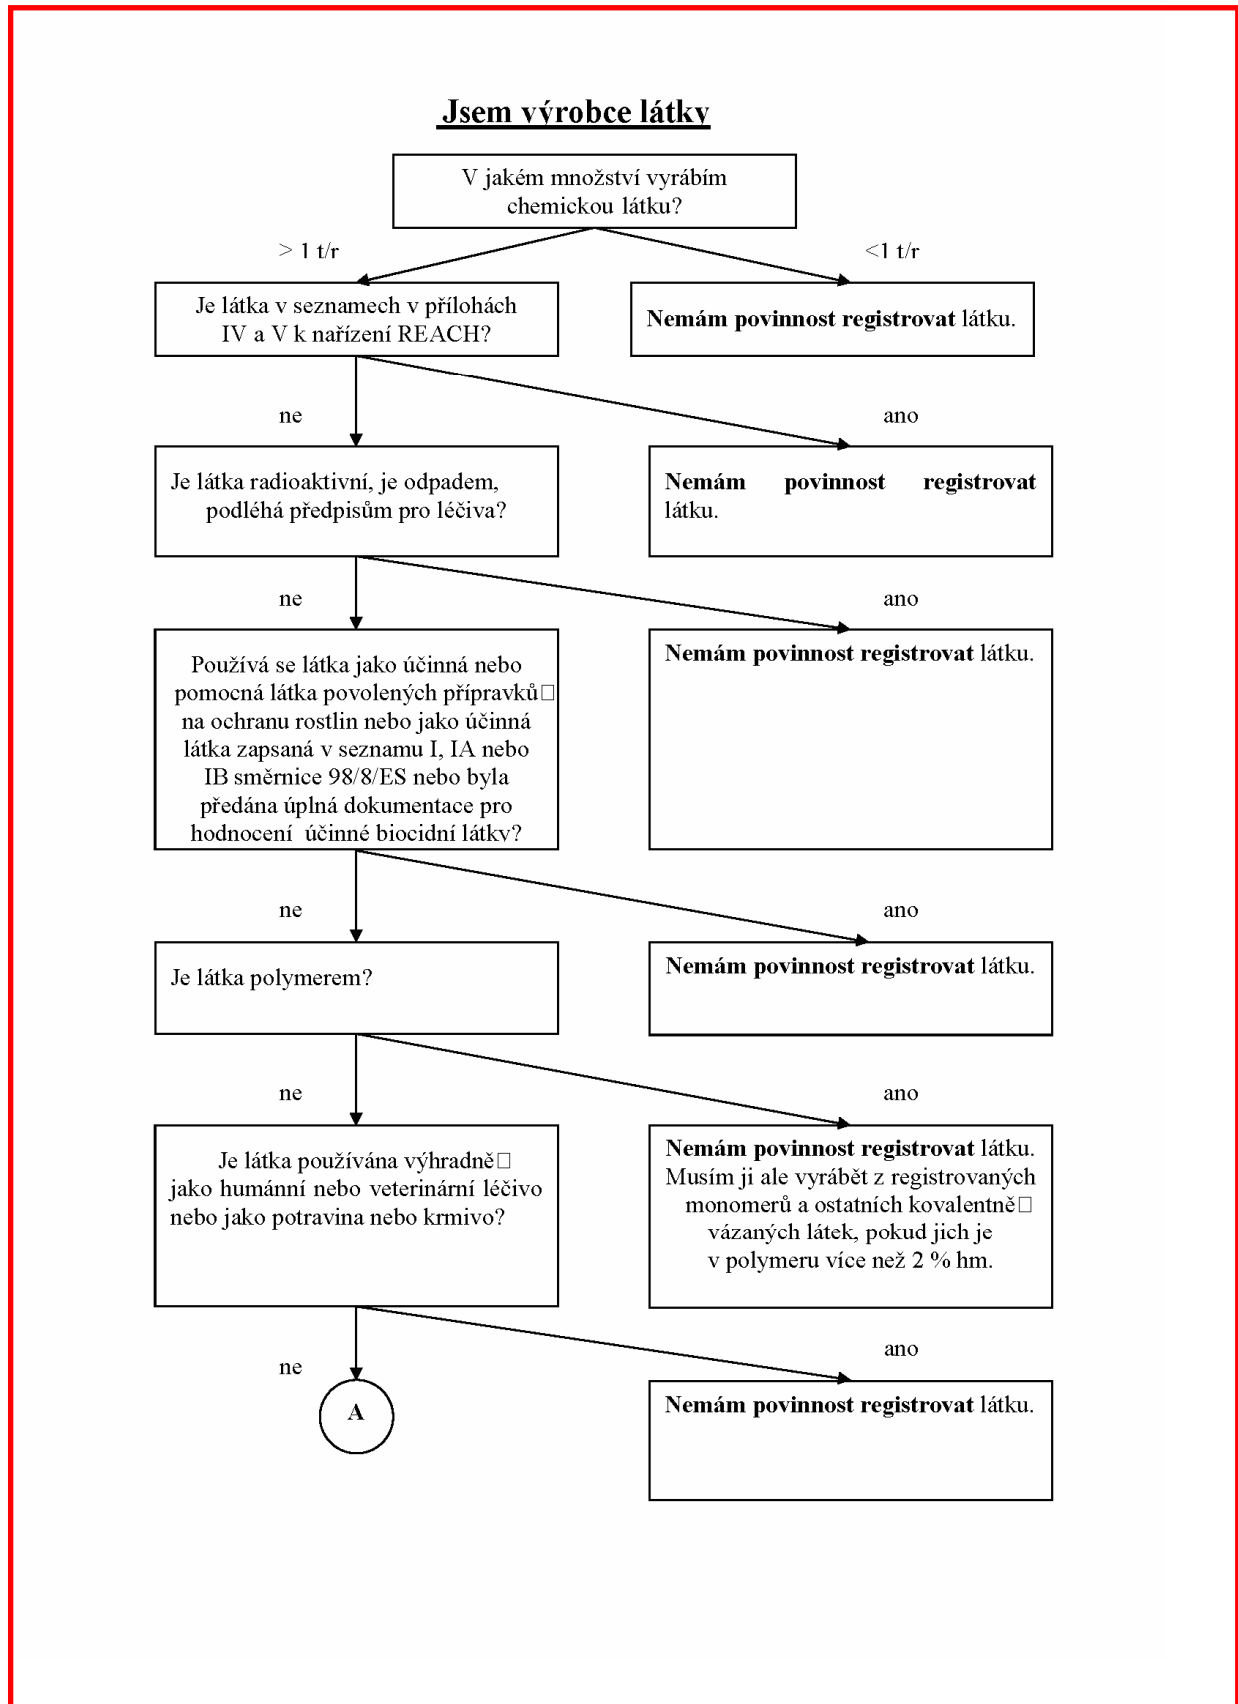 Jsem výrobce látky
V jakém množství vyrábím
chemickou látku?
> 1 t/r
<1 t/r
Je látka v seznamech v přílohách
IV a V k nařízení REACH?
Nemám povinnost registrovat látku.
ne
ano
Je látka radioaktivní, je odpadem,
podléhá předpisům pro léčiva?
Nemám povinnost registrovat
látku.
ne
ano
Používá se látka jako účinná nebo
pomocná látka povolených přípravků□
na ochranu rostlin nebo jako účinná
látka zapsaná v seznamu I, IA nebo
IB směrnice 98/8/ES nebo byla
předána úplná dokumentace pro
hodnocení účinné biocidní látky?
Nemám povinnost registrovat látku.
ne
ano
Je látka polymerem?
Nemám povinnost registrovat látku.
ne
ano
Je látka používána výhradně□
jako humánní nebo veterinární léčivo
nebo jako potravina nebo krmivo?
Nemám povinnost registrovat látku.
Musím ji ale vyrábět z registrovaných
monomerů a ostatních kovalentně□
vázaných látek, pokud jich je
v polymeru více než 2 % hm.
ne
ano
A
Nemám povinnost registrovat látku.